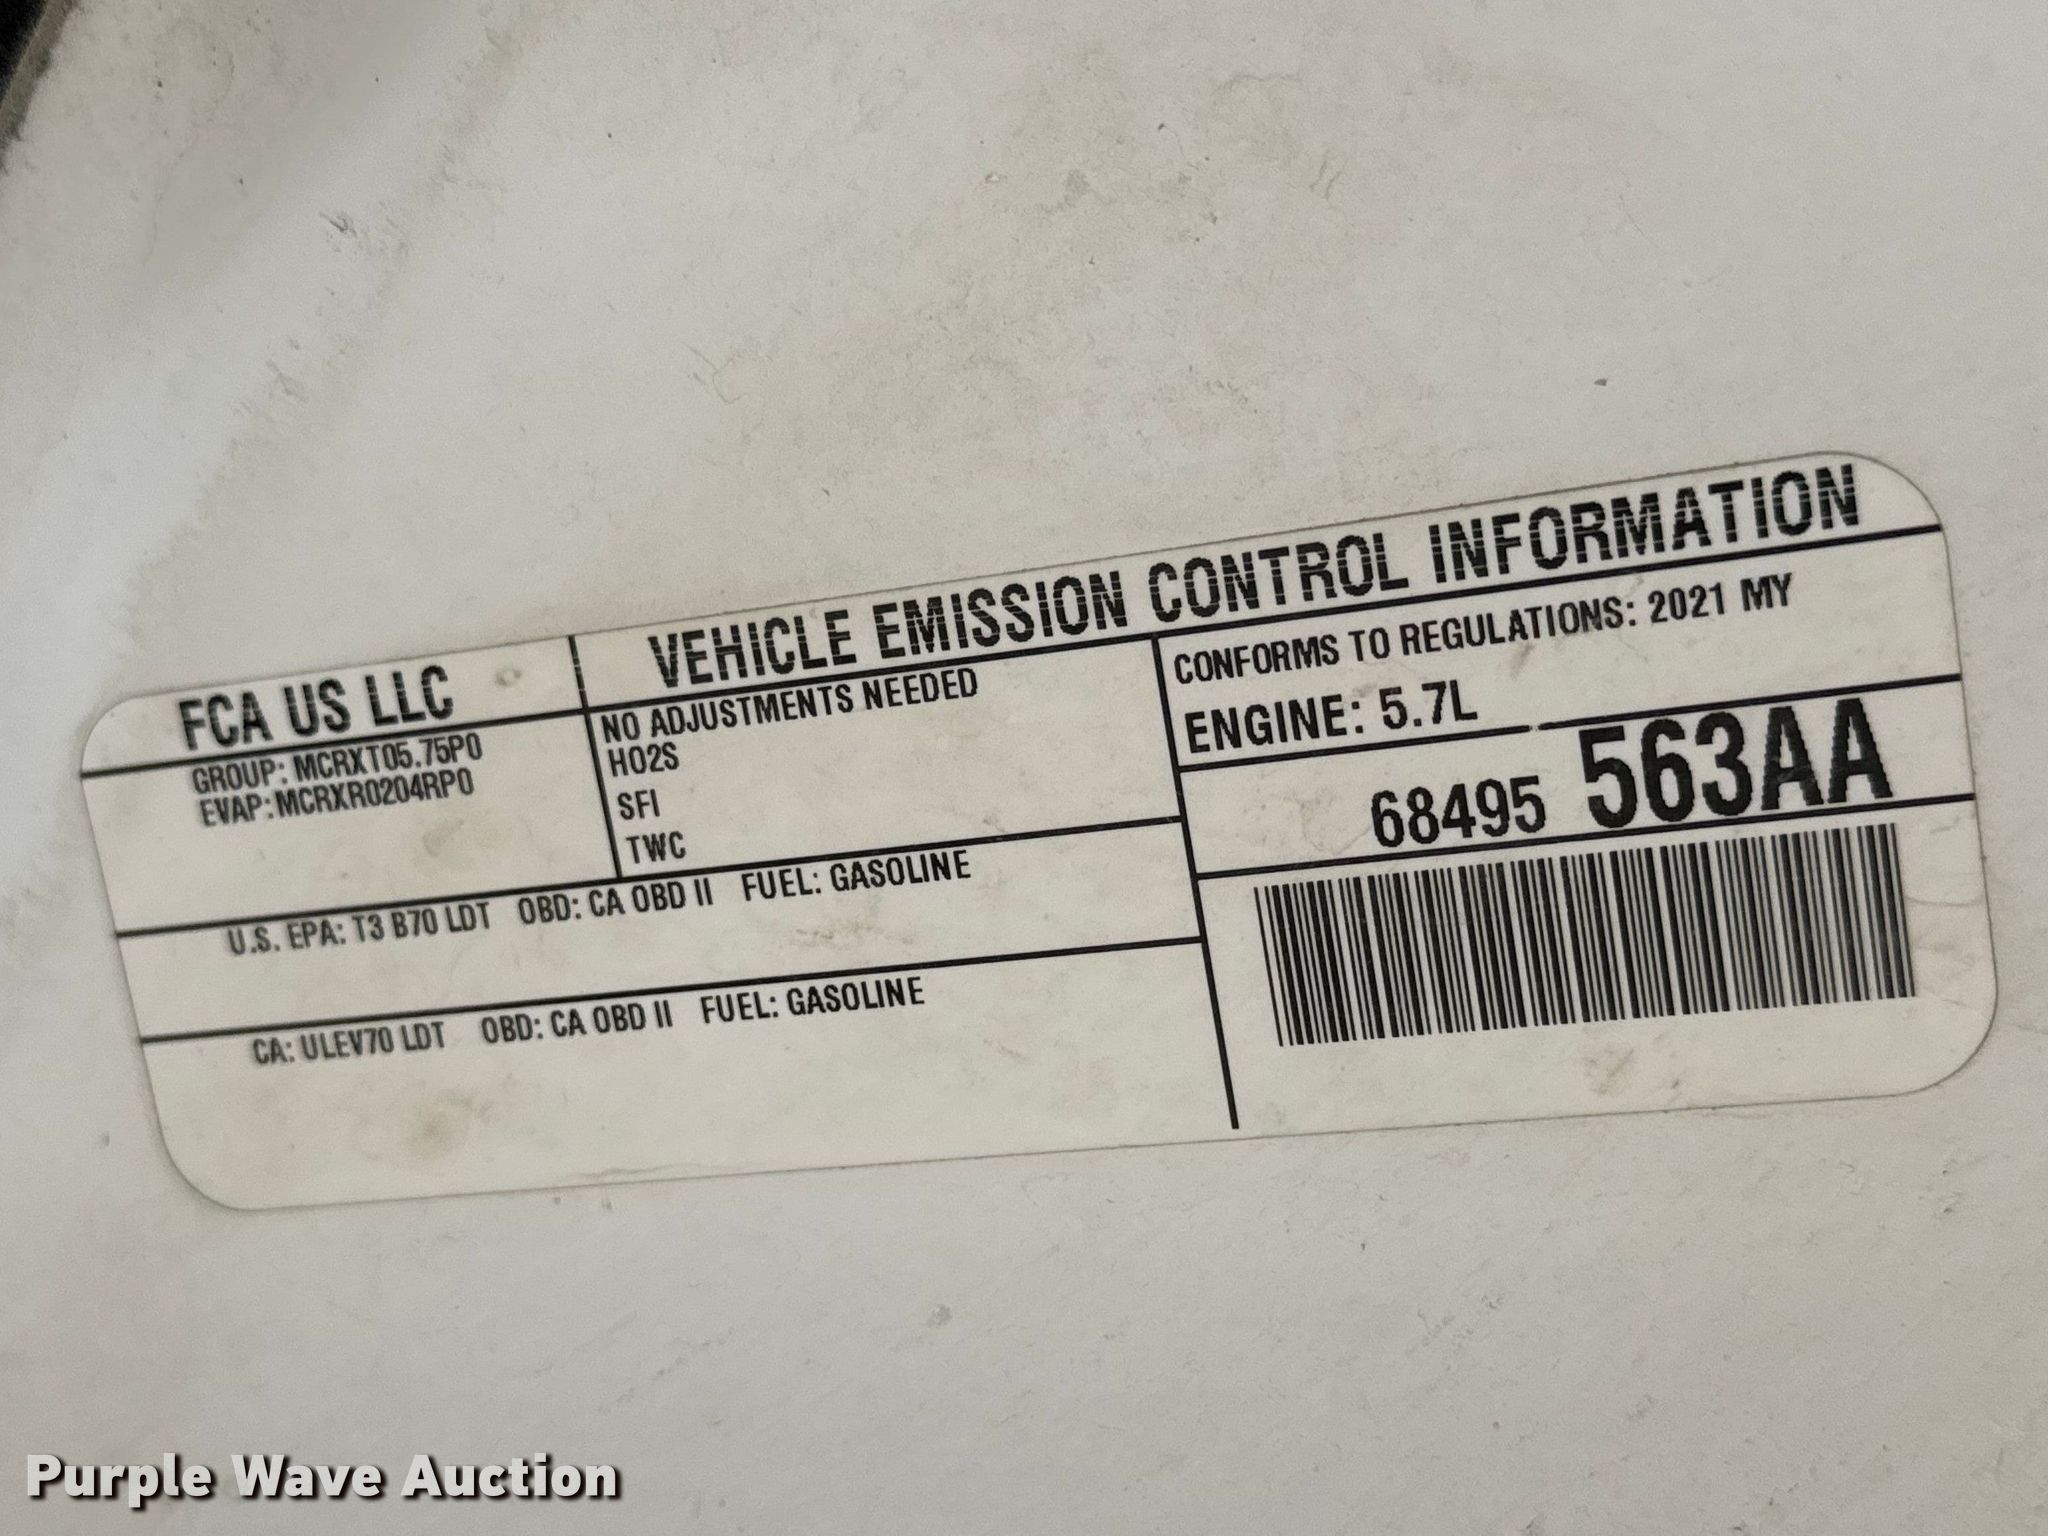 FCA US LLC
VEHICLE EMISSION CONTROL INFORMATION
GROUP: MCRXT05.75P0
EVAP: MCRXR0204RP0
NO ADJUSTMENTS NEEDED
HO2S
SFI
TWC
CONFORMS TO REGULATIONS: 2021 MY
ENGINE: 5.7L
68495 563AA
U.S. EPA: T3 B70 LDT OBD: CA OBD II FUEL: GASOLINE
CA: ULEV70 LDT OBD: CA OBD II FUEL: GASOLINE
Purple Wave Auction